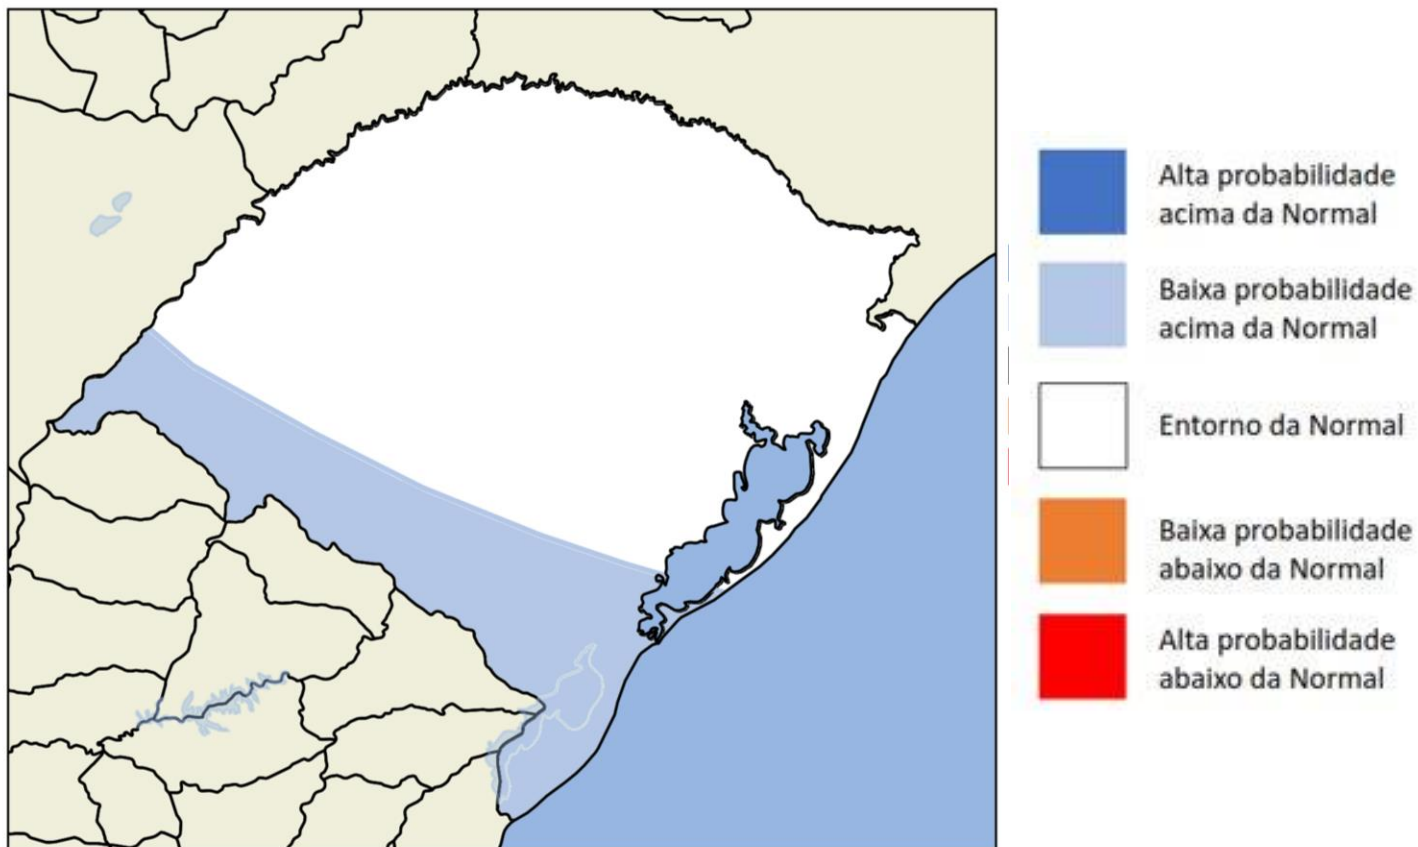 Alta probabilidade
acima da Normal
Baixa probabilidade
acima da Normal
Entorno da Normal
Baixa probabilidade
abaixo da Normal
Alta probabilidade
abaixo da Normal